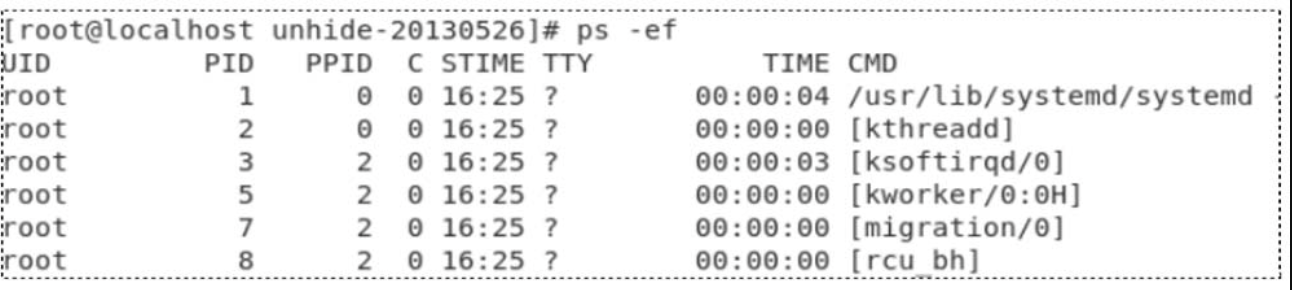 [root@localhost unhide-20130526]# ps -ef
UID        PID   PPID  C STIME TTY          TIME CMD
root         1      0  0 16:25 ?        00:00:04 /usr/lib/systemd/systemd
root         2      0  0 16:25 ?        00:00:00 [kthreadd]
root         3      2  0 16:25 ?        00:00:03 [ksoftirqd/0]
root         5      2  0 16:25 ?        00:00:00 [kworker/0:0H]
root         7      2  0 16:25 ?        00:00:00 [migration/0]
root         8      2  0 16:25 ?        00:00:00 [rcu_bh]